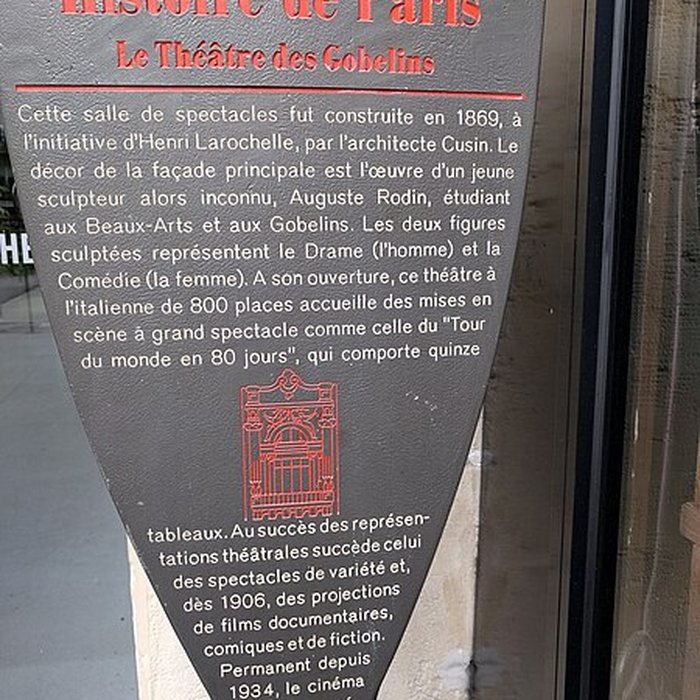 Histoire de Paris
Le Théâtre des Gobelins
Cette salle de spectacles fut construite en 1869, à
l'initiative d'Henri Larochelle, par l'architecte Cusin. Le
décor de la façade principale est l'œuvre d'un jeune
sculpteur alors inconnu, Auguste Rodin, étudiant
aux Beaux-Arts et aux Gobelins. Les deux figures
sculptées représentent le Drame (l'homme) et la
Comédie (la femme). A son ouverture, ce théâtre à
l'italienne de 800 places accueille des mises en
scène à grand spectacle comme celle du "Tour
du monde en 80 jours", qui comporte quinze
tableaux. Au succès des représen-
tations théâtrales succède celui
des spectacles de variété et,
dès 1906, des projections
de films documentaires,
comiques et de fiction.
Permanent depuis
1934, le cinéma
HE